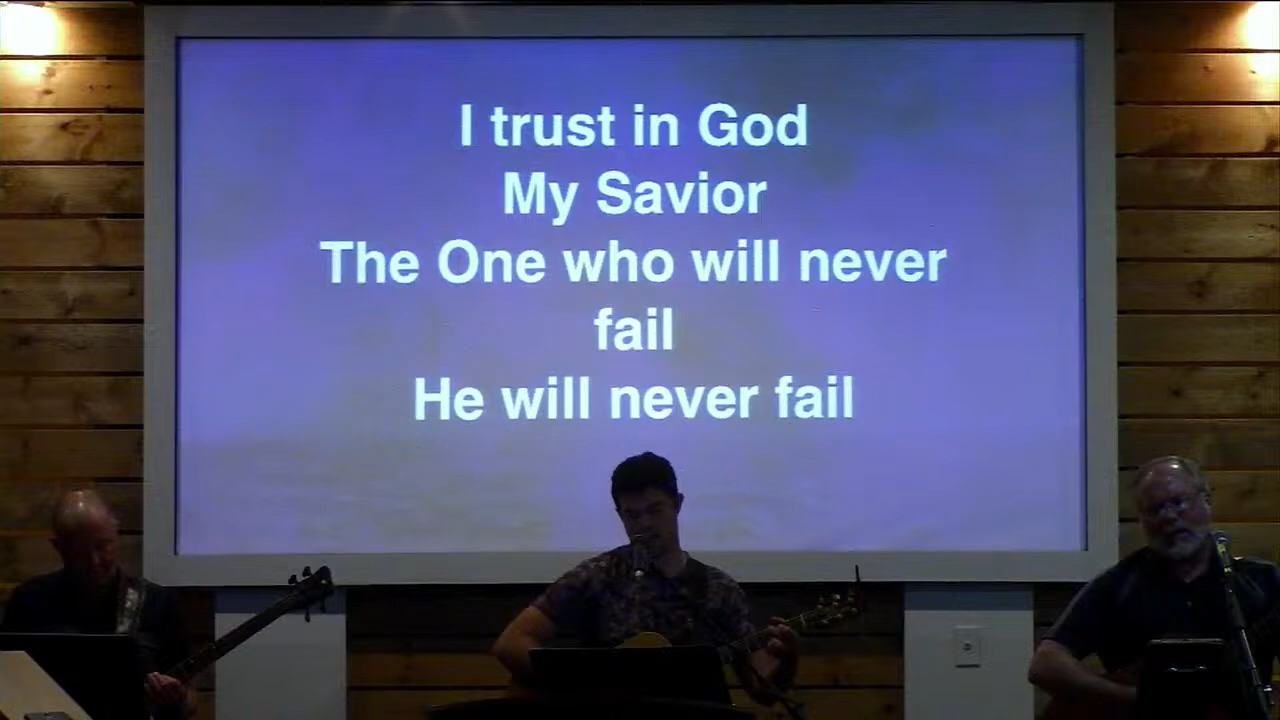 I trust in God
My Savior
The One who will never
fail
He will never fail